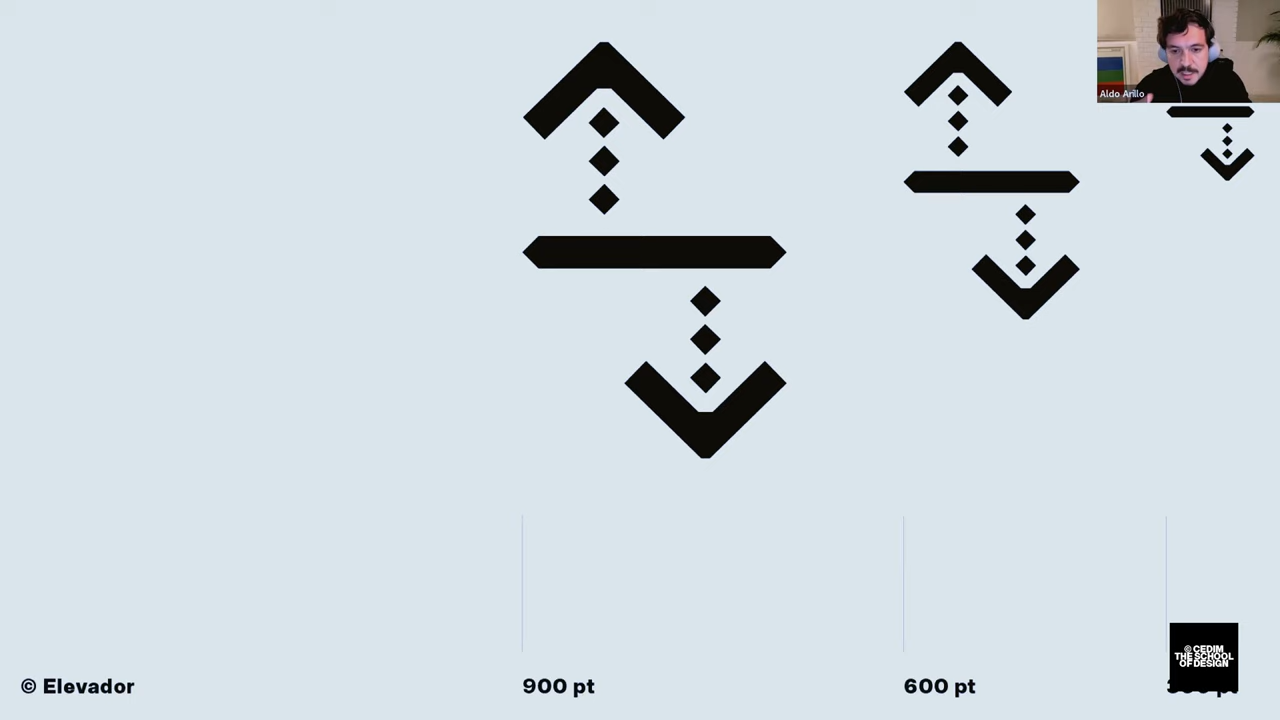 Aldo Arillo
© CEDIM
THE SCHOOL
OF DESIGN
© Elevador
900 pt
600 pt